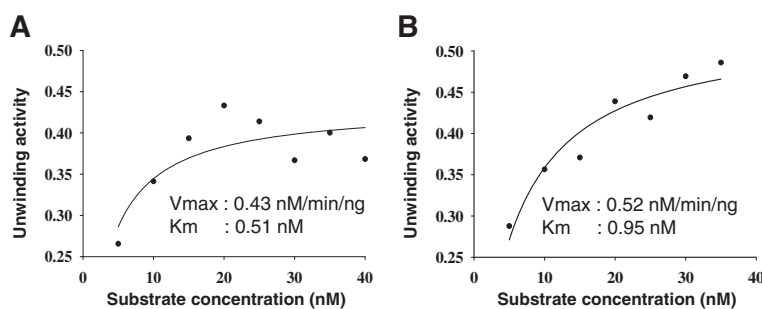 A
Unwinding activity
0.50
0.45
0.40
0.35
0.30
0.25
Vmax : 0.43 nM/min/ng
Km : 0.51 nM
0 10 20 30 40
Substrate concentration (nM)
B
Unwinding activity
0.50
0.45
0.40
0.35
0.30
0.25
Vmax : 0.52 nM/min/ng
Km : 0.95 nM
0 10 20 30 40
Substrate concentration (nM)